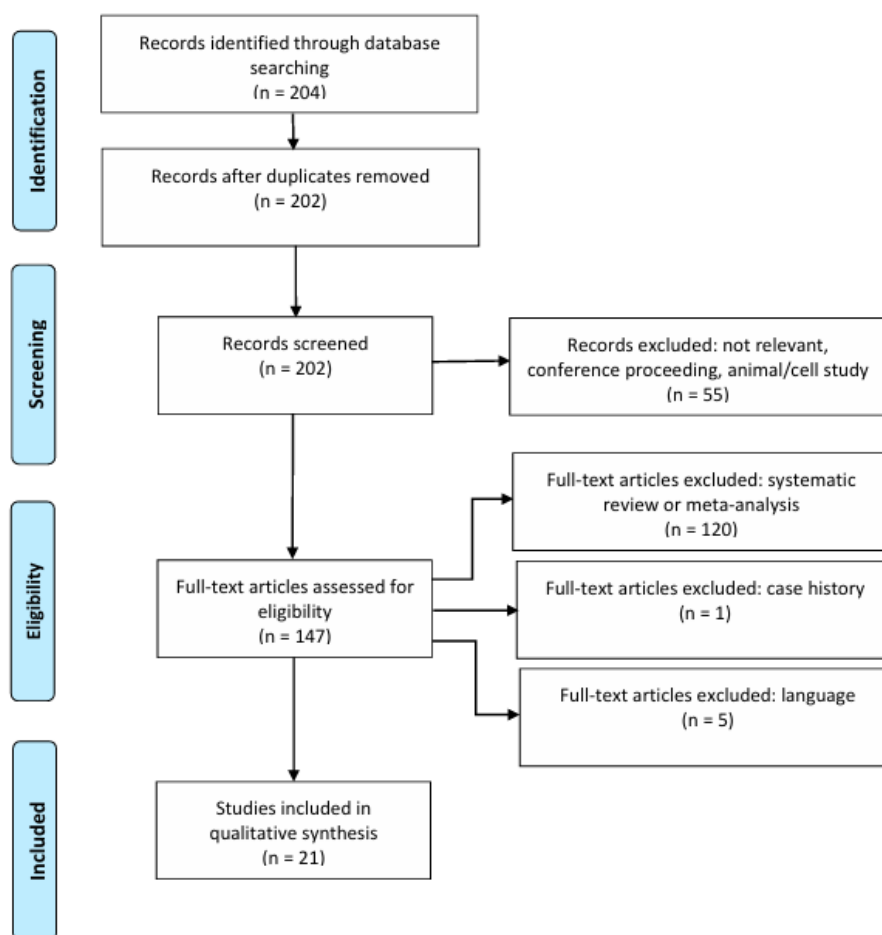 Identification
Records identified through database
searching
(n = 204)
Records after duplicates removed
(n = 202)
Screening
Records screened
(n = 202)
Records excluded: not relevant,
conference proceeding, animal/cell study
(n = 55)
Eligibility
Full-text articles assessed for
eligibility
(n = 147)
Full-text articles excluded: systematic
review or meta-analysis
(n = 120)
Full-text articles excluded: case history
(n = 1)
Full-text articles excluded: language
(n = 5)
Included
Studies included in
qualitative synthesis
(n = 21)